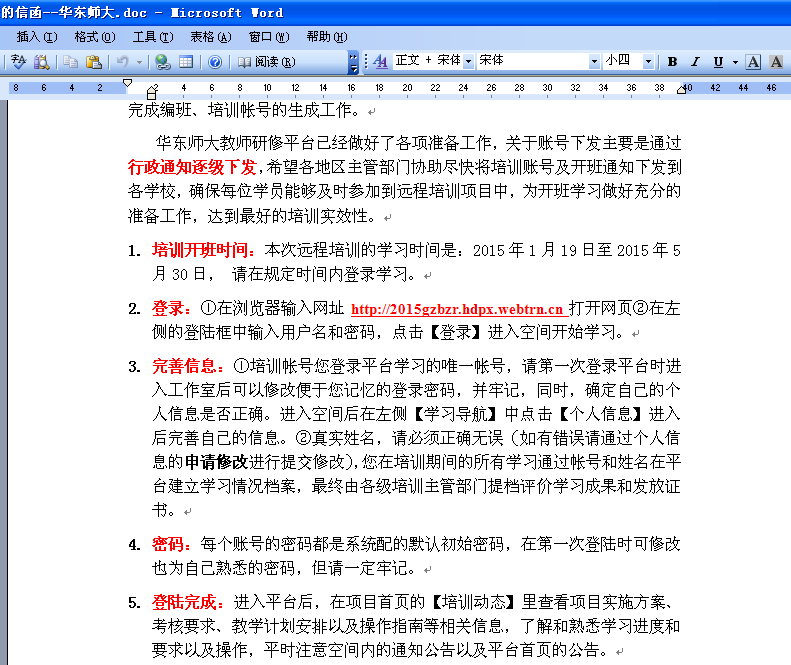 的信函--华东师大.doc - Microsoft Word
插入(I) 格式(O) 工具(T) 表格(A) 窗口(W) 帮助(H)
阅读(R) 正文 + 宋体 宋体 小四 B I U A A
8 6 4 2 2 4 6 8 10 12 14 16 18 20 22 24 26 28 30 32 34 36 38 40 42 44 46
完成编班、培训帐号的生成工作。
华东师大教师研修平台已经做好了各项准备工作，关于账号下发主要是通过
行政通知逐级下发,希望各地区主管部门协助尽快将培训账号及开班通知下发到
各学校，确保每位学员能够及时参加到远程培训项目中，为开班学习做好充分的
准备工作，达到最好的培训实效性。
1. 培训开班时间：本次远程培训的学习时间是：2015 年 1 月 19 日至 2015 年 5
月 30 日， 请在规定时间内登录学习。
2. 登录：①在浏览器输入网址 http://2015gzbzr.hdpx.webtrn.cn 打开网页②在左
侧的登陆框中输入用户名和密码，点击【登录】进入空间开始学习。
3. 完善信息：①培训帐号您登录平台学习的唯一帐号，请第一次登录平台时进
入工作室后可以修改便于您记忆的登录密码，并牢记，同时，确定自己的个
人信息是否正确。进入空间后在左侧【学习导航】中点击【个人信息】进入
后完善自己的信息。②真实姓名，请必须正确无误（如有错误请通过个人信
息的申请修改进行提交修改),您在培训期间的所有学习通过帐号和姓名在平
台建立学习情况档案，最终由各级培训主管部门提档评价学习成果和发放证
书。
4. 密码：每个账号的密码都是系统配的默认初始密码，在第一次登陆时可修改
也为自己熟悉的密码，但请一定牢记。
5. 登陆完成：进入平台后，在项目首页的【培训动态】里查看项目实施方案、
考核要求、教学计划安排以及操作指南等相关信息，了解和熟悉学习进度和
要求以及操作，平时注意空间内的通知公告以及平台首页的公告。